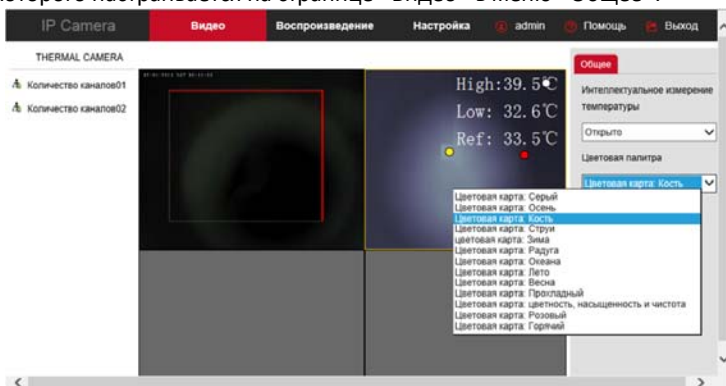 которого настраивается на странице "Видео" в меню "Общее":
IP Camera
Видео
Воспроизведение
Настройка
admin
Помощь
Выход
THERMAL CAMERA
Количество каналов01
Количество каналов02
High:39.5℃
Low: 32.6℃
Ref: 33.5℃
Общее
Интеллектуальное измерение
температуры
Открыто
Цветовая палитра
Цветовая карта: Кость
Цветовая карта: Серый
Цветовая карта: Осень
Цветовая карта: Кость
Цветовая карта: Струи
цветовая карта: Зима
Цветовая карта: Радуга
Цветовая карта: Океана
Цветовая карта: Лето
Цветовая карта: Весна
Цветовая карта: Прохладный
Цветовая карта: цветность, насыщенность и чистота
Цветовая карта: Розовый
Цветовая карта: Горячий